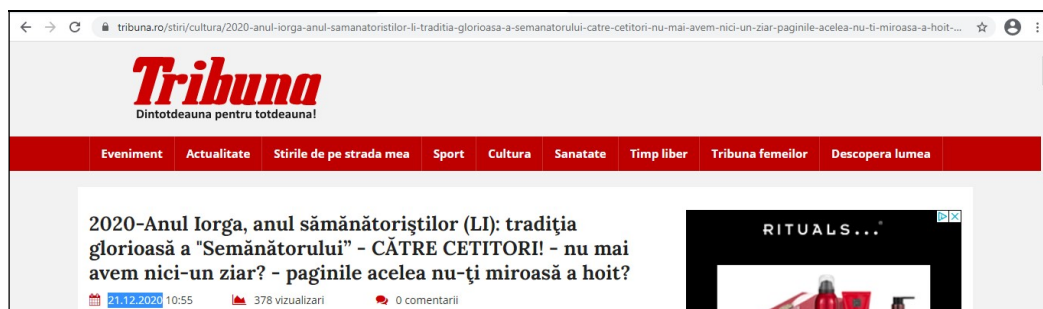 tribuna.ro/stiri/cultura/2020-anul-iorga-anul-samanatoristilor-li-traditia-glorioasa-a-semanatorului-catre-cetitori-nu-mai-avem-nici-un-ziar-paginile-acelea-nu-ti-miroasa-a-hoit-...
Tribuna
Dintotdeauna pentru totdeauna!
Eveniment Actualitate Stirile de pe strada mea Sport Cultura Sanatate Timp liber Tribuna femeilor Descopera lumea
2020-Anul Iorga, anul sămănătoriștilor (LI): tradiția
glorioasă a "Semănătorului” - CĂTRE CETITORI! - nu mai
avem nici-un ziar? - paginile acelea nu-ți miroasă a hoit?
21.12.2020 10:55 378 vizualizari 0 comentarii
RITUALS...